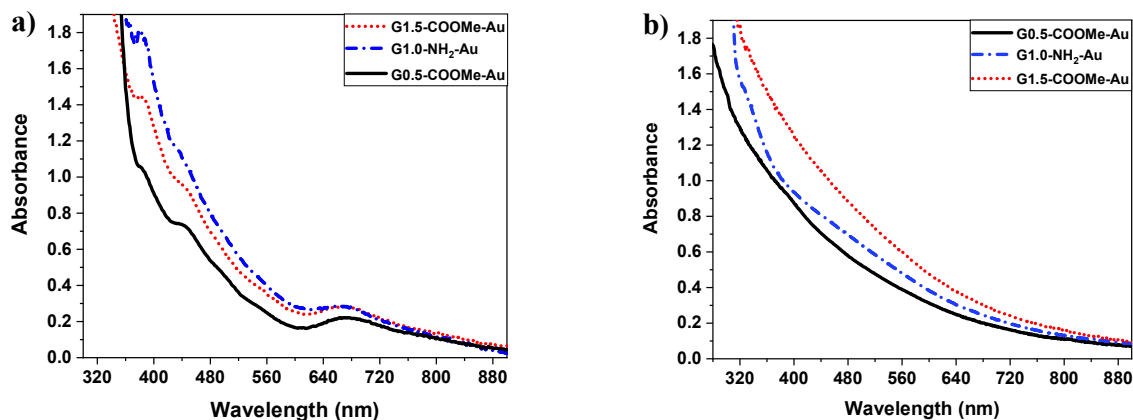 a)
G1.5-COOMe-Au
G1.0-NH₂-Au
G0.5-COOMe-Au
Absorbance
1.8
1.6
1.4
1.2
1.0
0.8
0.6
0.4
0.2
0.0
320 400 480 560 640 720 800 880
Wavelength (nm)
b)
G0.5-COOMe-Au
G1.0-NH₂-Au
G1.5-COOMe-Au
Absorbance
1.8
1.6
1.4
1.2
1.0
0.8
0.6
0.4
0.2
0.0
320 400 480 560 640 720 800 880
Wavelength (nm)